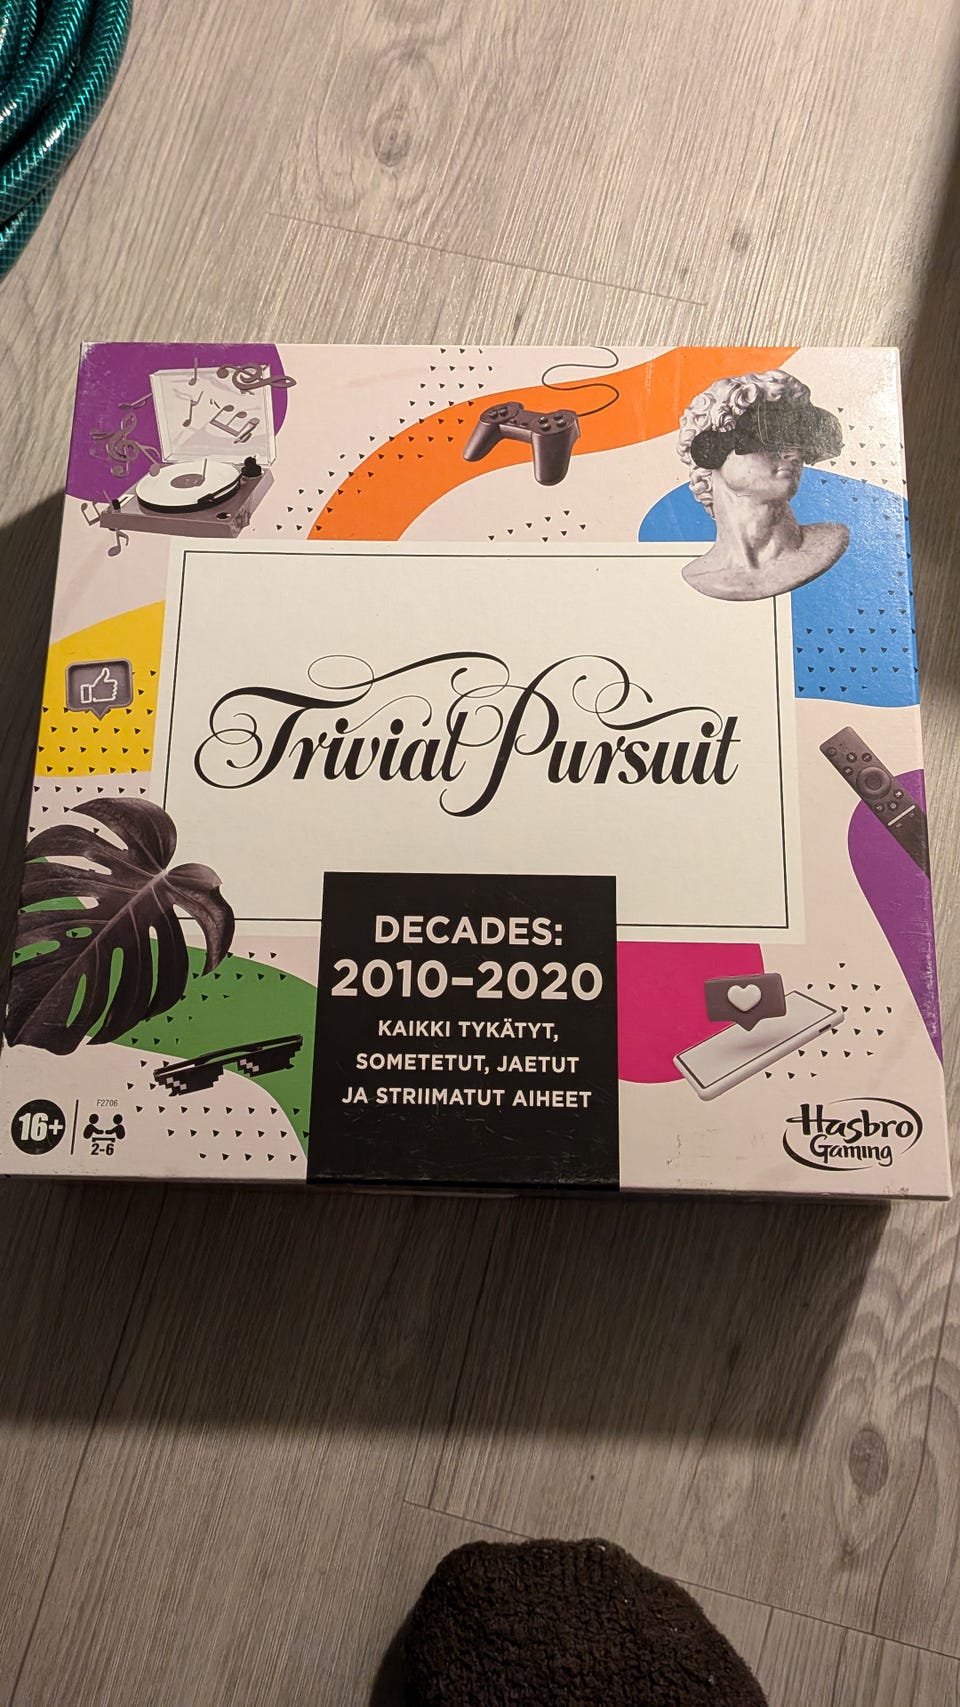 Trivial Pursuit
DECADES:
2010–2020
KAIKKI TYKÄTYT,
SOMETETUT, JAETUT
JA STRIIMATUT AIHEET
16+
F2706
2-6
Hasbro
Gaming